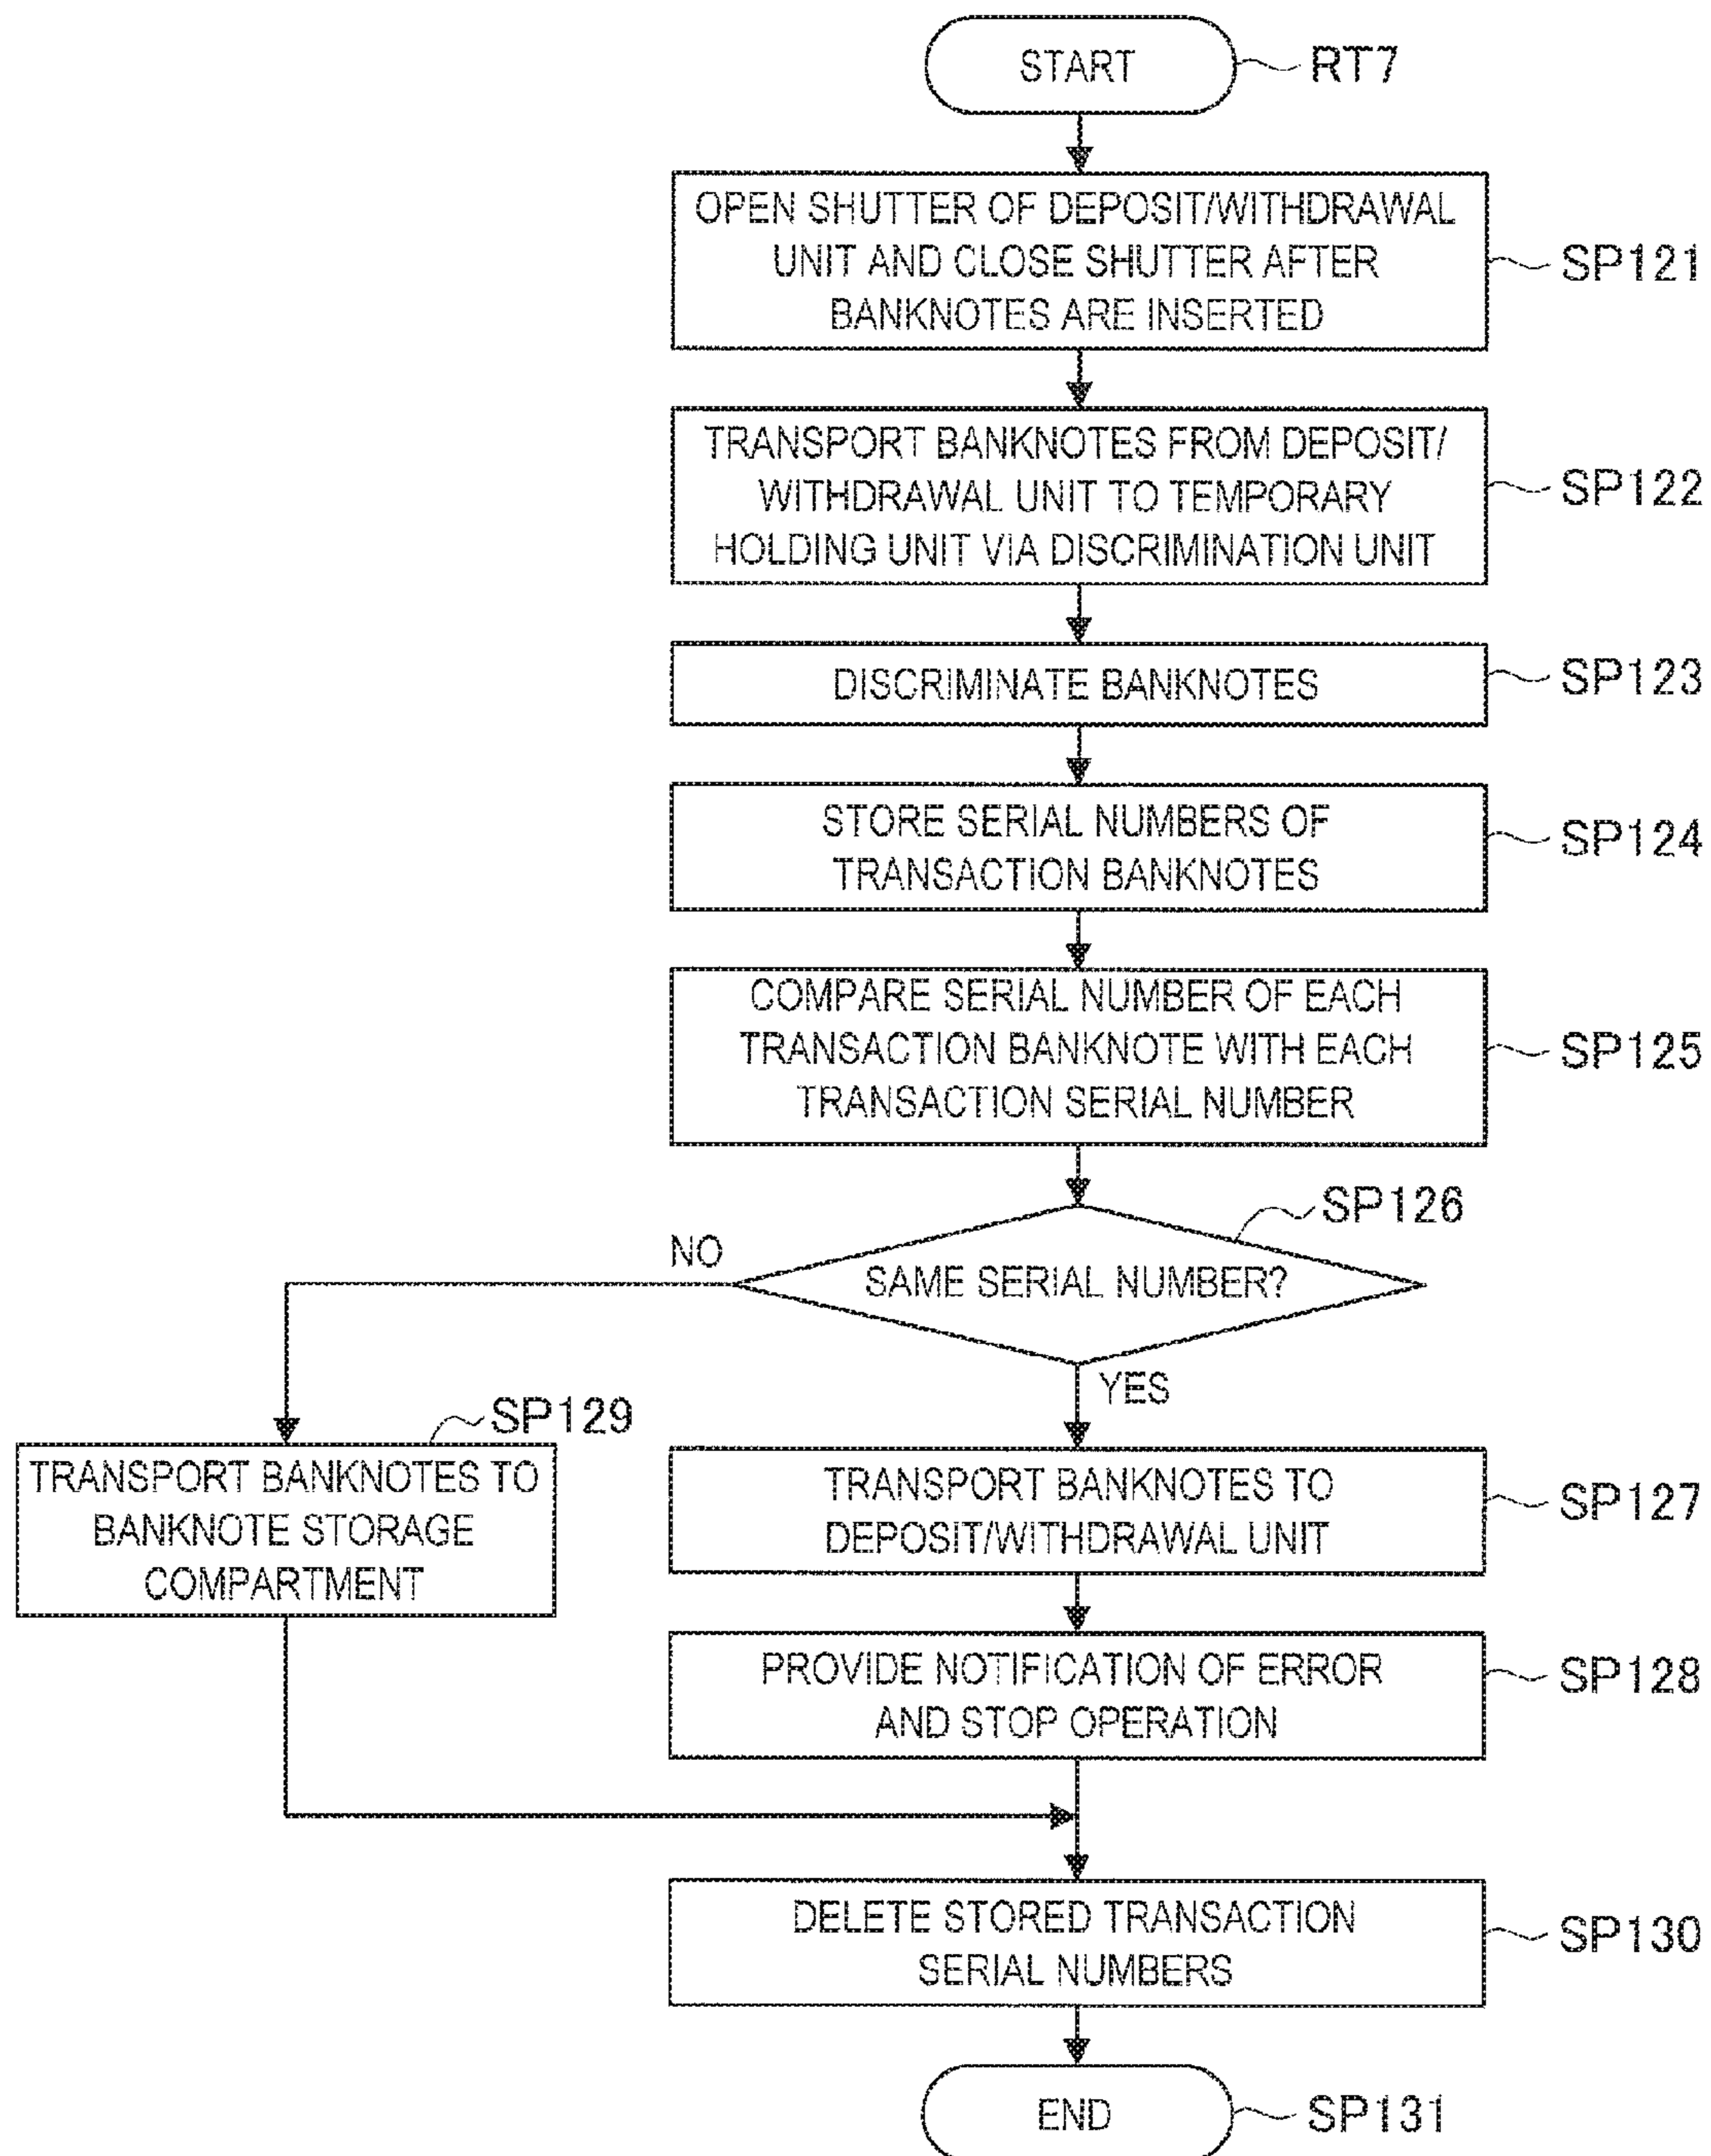 START
RT7
OPEN SHUTTER OF DEPOSIT/WITHDRAWAL
UNIT AND CLOSE SHUTTER AFTER
BANKNOTES ARE INSERTED
SP121
TRANSPORT BANKNOTES FROM DEPOSIT/
WITHDRAWAL UNIT TO TEMPORARY
HOLDING UNIT VIA DISCRIMINATION UNIT
SP122
DISCRIMINATE BANKNOTES
SP123
STORE SERIAL NUMBERS OF
TRANSACTION BANKNOTES
SP124
COMPARE SERIAL NUMBER OF EACH
TRANSACTION BANKNOTE WITH EACH
TRANSACTION SERIAL NUMBER
SP125
SP126
SAME SERIAL NUMBER?
NO
YES
SP129
TRANSPORT BANKNOTES TO
BANKNOTE STORAGE
COMPARTMENT
TRANSPORT BANKNOTES TO
DEPOSIT/WITHDRAWAL UNIT
SP127
PROVIDE NOTIFICATION OF ERROR
AND STOP OPERATION
SP128
DELETE STORED TRANSACTION
SERIAL NUMBERS
SP130
END
SP131